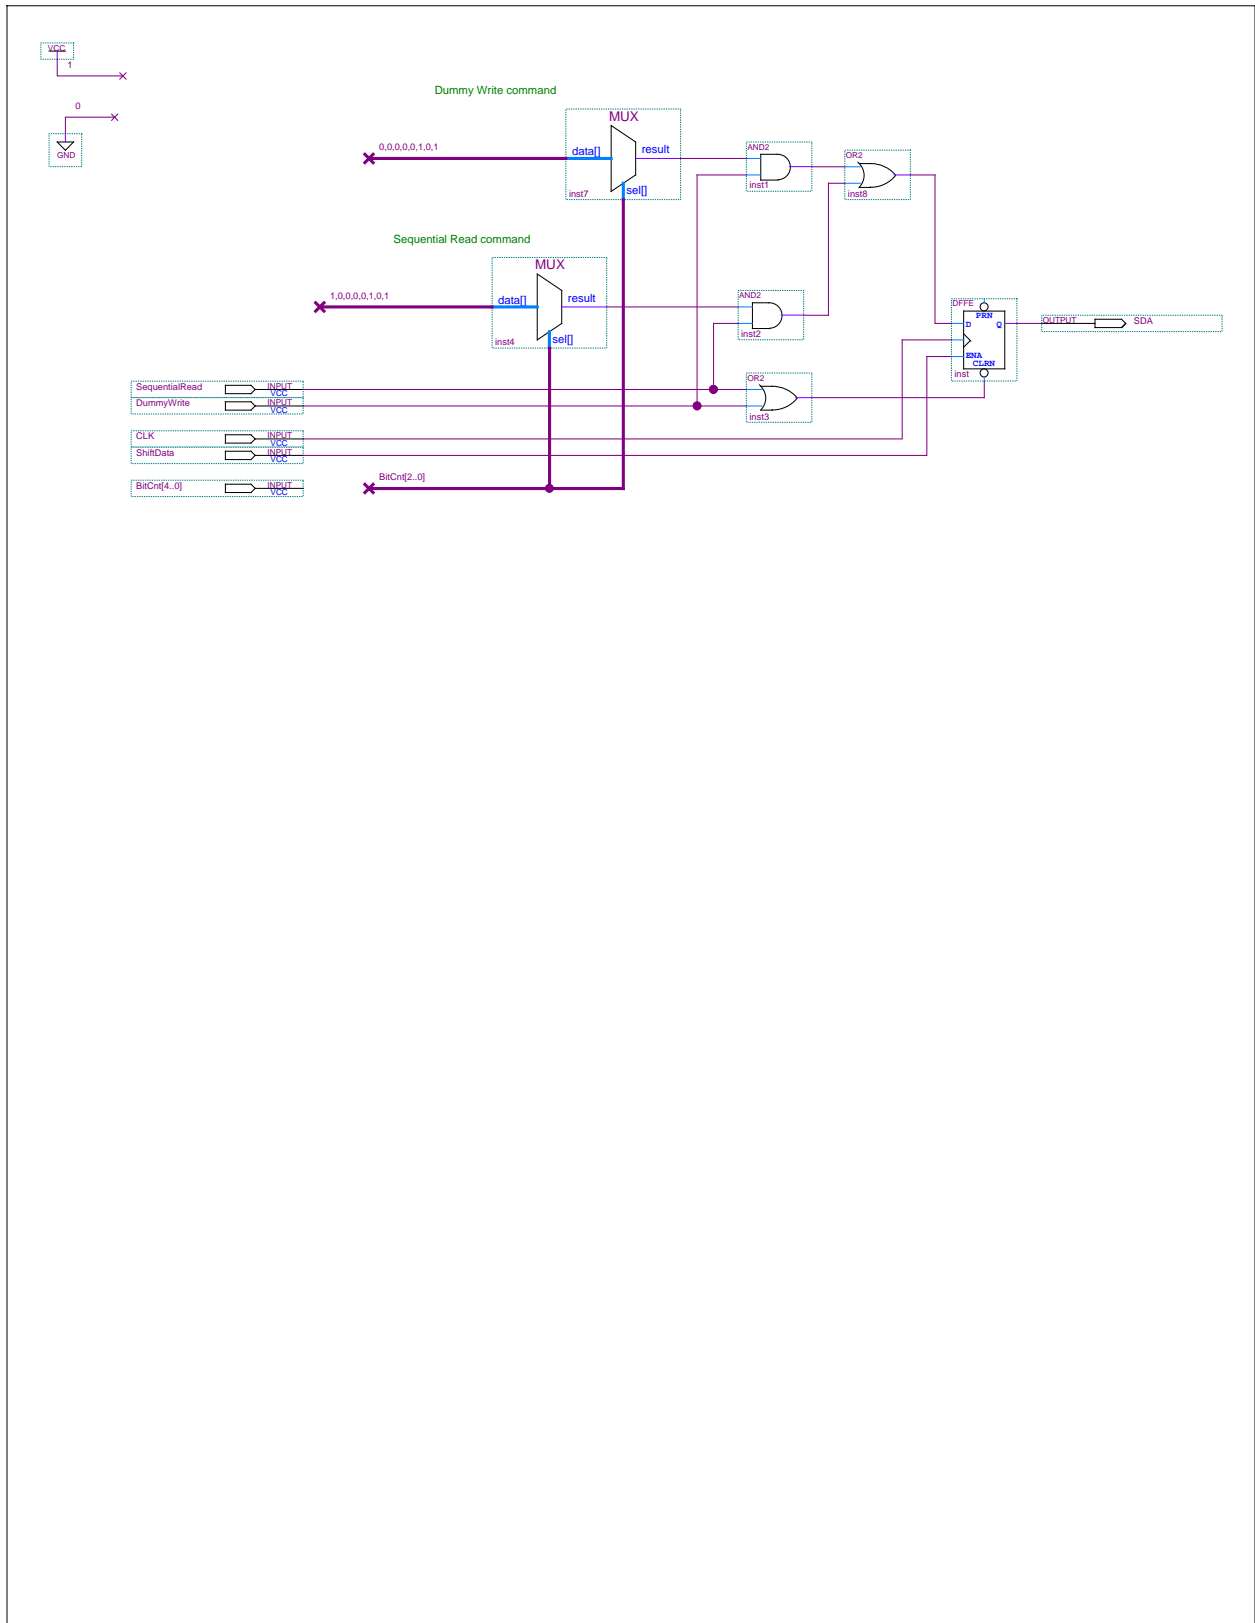 VCC
1
0
GND
Dummy Write command
MUX
0,0,0,0,0,1,0,1
data[]
result
sel[]
inst7
AND2
inst1
OR2
inst8
Sequential Read command
MUX
1,0,0,0,0,1,0,1
data[]
result
sel[]
inst4
AND2
inst2
DFFE
PRN
D
Q
ENA
CLRN
inst
OUTPUT
SDA
SequentialRead
INPUT
VCC
DummyWrite
INPUT
VCC
OR2
inst3
CLK
INPUT
VCC
ShiftData
INPUT
VCC
BitCnt[4..0]
INPUT
VCC
BitCnt[2..0]